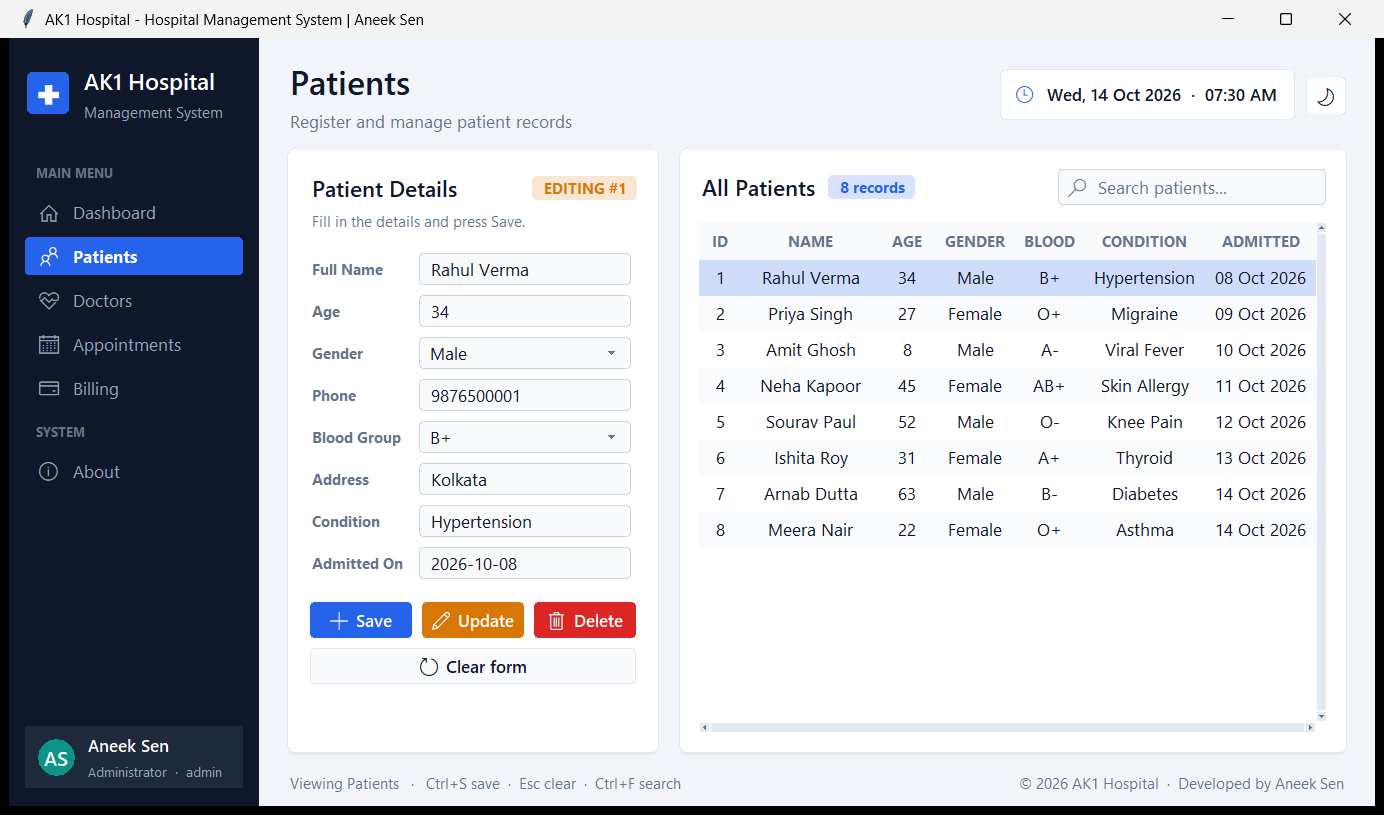 AK1 Hospital - Hospital Management System | Aneek Sen
AK1 Hospital
Management System
MAIN MENU
Dashboard
Patients
Doctors
Appointments
Billing
SYSTEM
About
AS
Aneek Sen
Administrator · admin
Patients
Register and manage patient records
Wed, 14 Oct 2026 · 07:30 AM
Patient Details
EDITING #1
Fill in the details and press Save.
Full Name Rahul Verma
Age 34
Gender Male
Phone 9876500001
Blood Group B+
Address Kolkata
Condition Hypertension
Admitted On 2026-10-08
Save Update Delete
Clear form
All Patients 8 records Search patients...
ID NAME AGE GENDER BLOOD CONDITION ADMITTED
1 Rahul Verma 34 Male B+ Hypertension 08 Oct 2026
2 Priya Singh 27 Female O+ Migraine 09 Oct 2026
3 Amit Ghosh 8 Male A- Viral Fever 10 Oct 2026
4 Neha Kapoor 45 Female AB+ Skin Allergy 11 Oct 2026
5 Sourav Paul 52 Male O- Knee Pain 12 Oct 2026
6 Ishita Roy 31 Female A+ Thyroid 13 Oct 2026
7 Arnab Dutta 63 Male B- Diabetes 14 Oct 2026
8 Meera Nair 22 Female O+ Asthma 14 Oct 2026
Viewing Patients · Ctrl+S save · Esc clear · Ctrl+F search
© 2026 AK1 Hospital · Developed by Aneek Sen